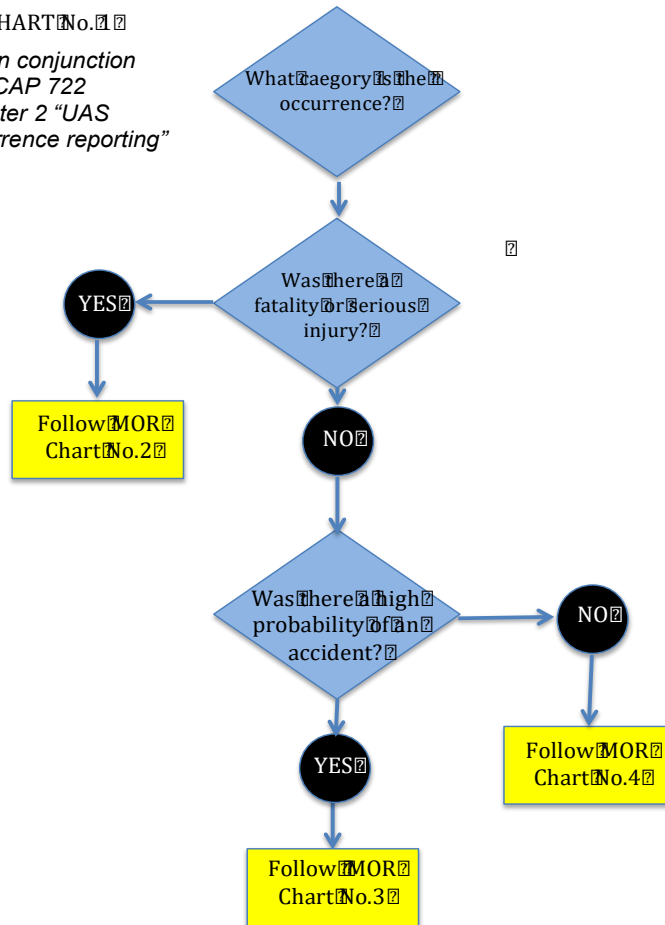 HART No.1
n conjunction
CAP 722
ter 2 “UAS
rrence reporting”
What caegory is the
occurrence?
Was there a
fatality or serious
injury?
YES
Follow MOR
Chart No.2
NO
Was there a high
probability of an
accident?
NO
YES
Follow MOR
Chart No.4
Follow MOR
Chart No.3